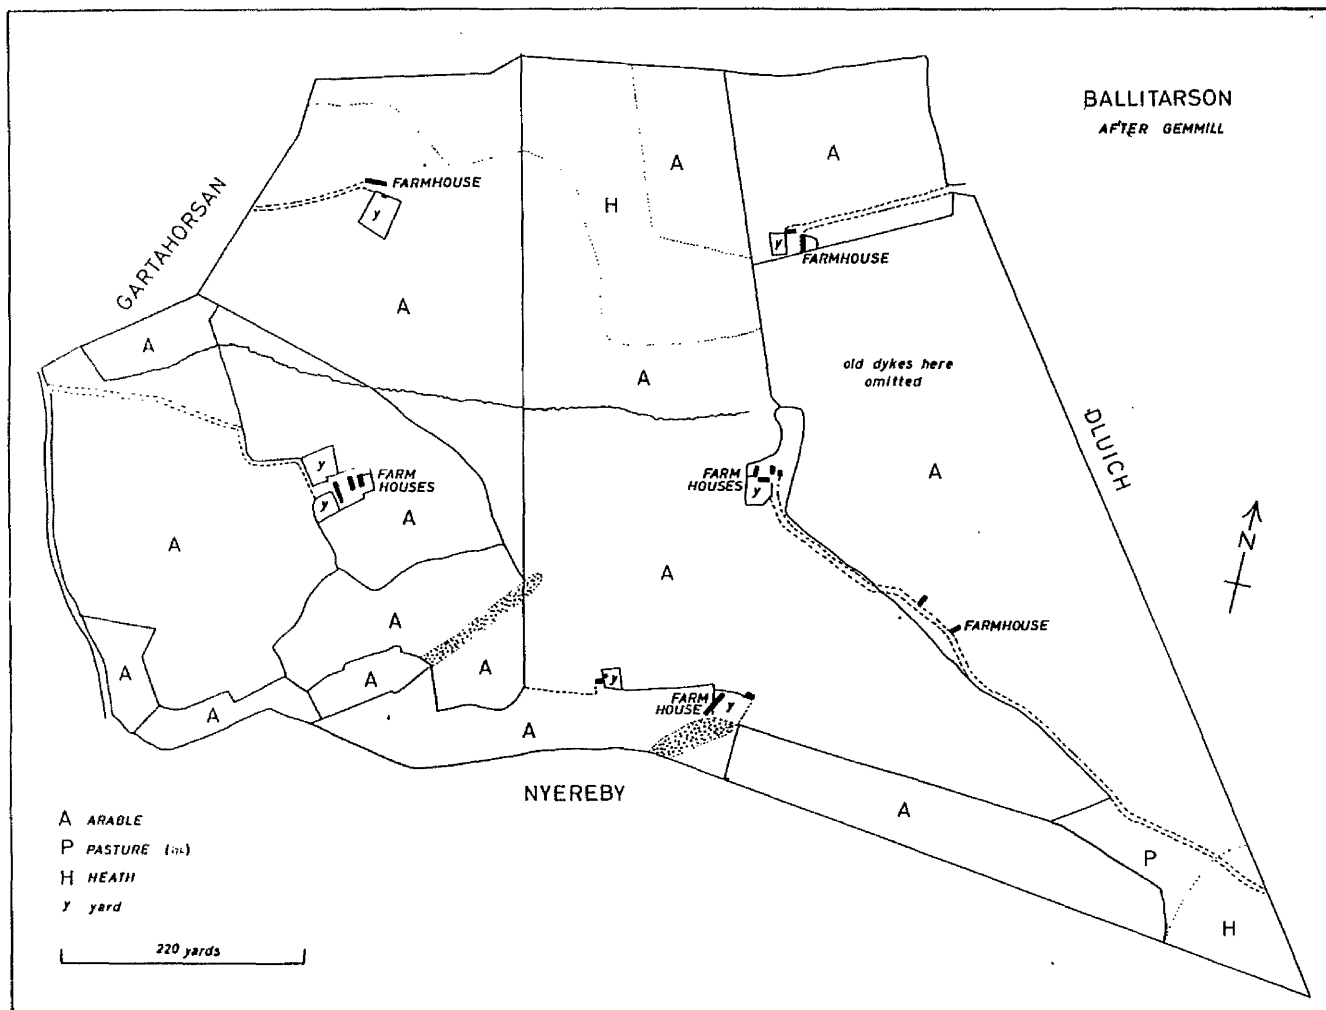 BALLITARSON
AFTER GEMMILL
A
A
FARMHOUSE
H
y
GARTAHORSAN
y
FARMHOUSE
A
A
A
old dykes here
omitted
DLUICH
y
FARM
HOUSES
y
FARM
HOUSES
y
A
A
A
N
A
A
FARMHOUSE
A
A
A
y
A
FARM
HOUSE
y
A
A
NYEREBY
A
P
H
A ARABLE
P PASTURE
H HEATH
y yard
220 yards